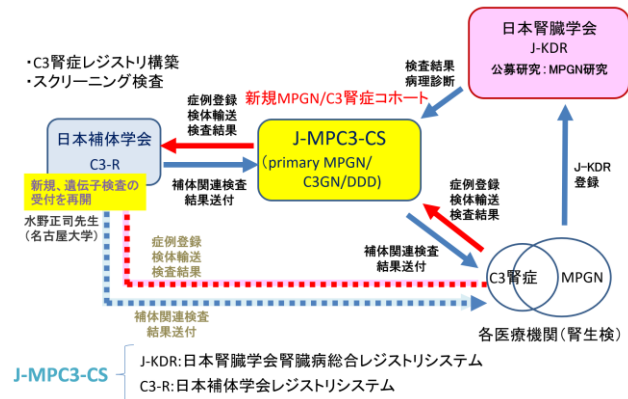 ・C3腎症レジストリ構築
・スクリーニング検査
日本腎臓学会
J-KDR
公募研究：MPGN研究
検査結果
病理診断
新規MPGN/C3腎症コホート
症例登録
検体輸送
検査結果
日本補体学会
C3-R
J-MPC3-CS
(primary MPGN/
C3GN/DDD)
補体関連検査
結果送付
新規、遺伝子検査の
受付を再開
水野正司先生
(名古屋大学)
症例登録
検体輸送
検査結果
J-KDR
登録
症例登録
検体輸送
検査結果
補体関連検査
結果送付
C3腎症
MPGN
補体関連検査
結果送付
各医療機関(腎生検)
J-MPC3-CS
J-KDR:日本腎臓学会腎臓病総合レジストリシステム
C3-R:日本補体学会レジストリシステム